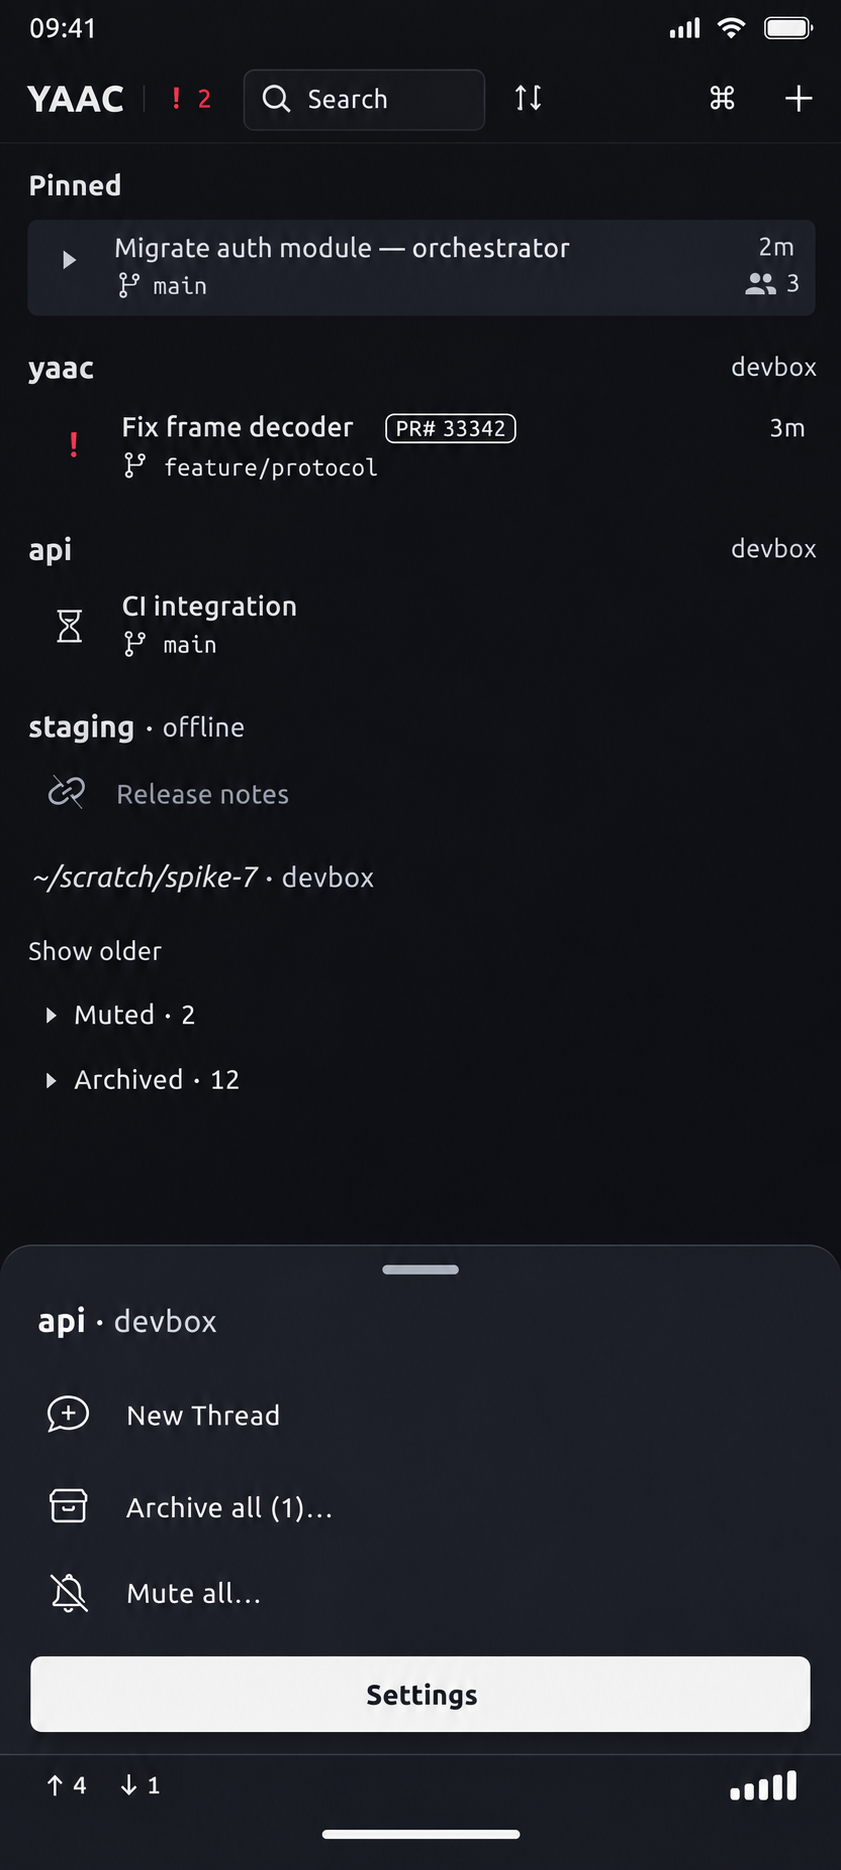 09:41
YAAC ! 2 Search ⌘
Pinned
Migrate auth module — orchestrator 2m
main 3
yaac devbox
! Fix frame decoder PR# 33342 3m
feature/protocol
api devbox
CI integration
main
staging · offline
Release notes
~/scratch/spike-7 · devbox
Show older
Muted · 2
Archived · 12
api · devbox
New Thread
Archive all (1)...
Mute all...
Settings
↑ 4 ↓ 1